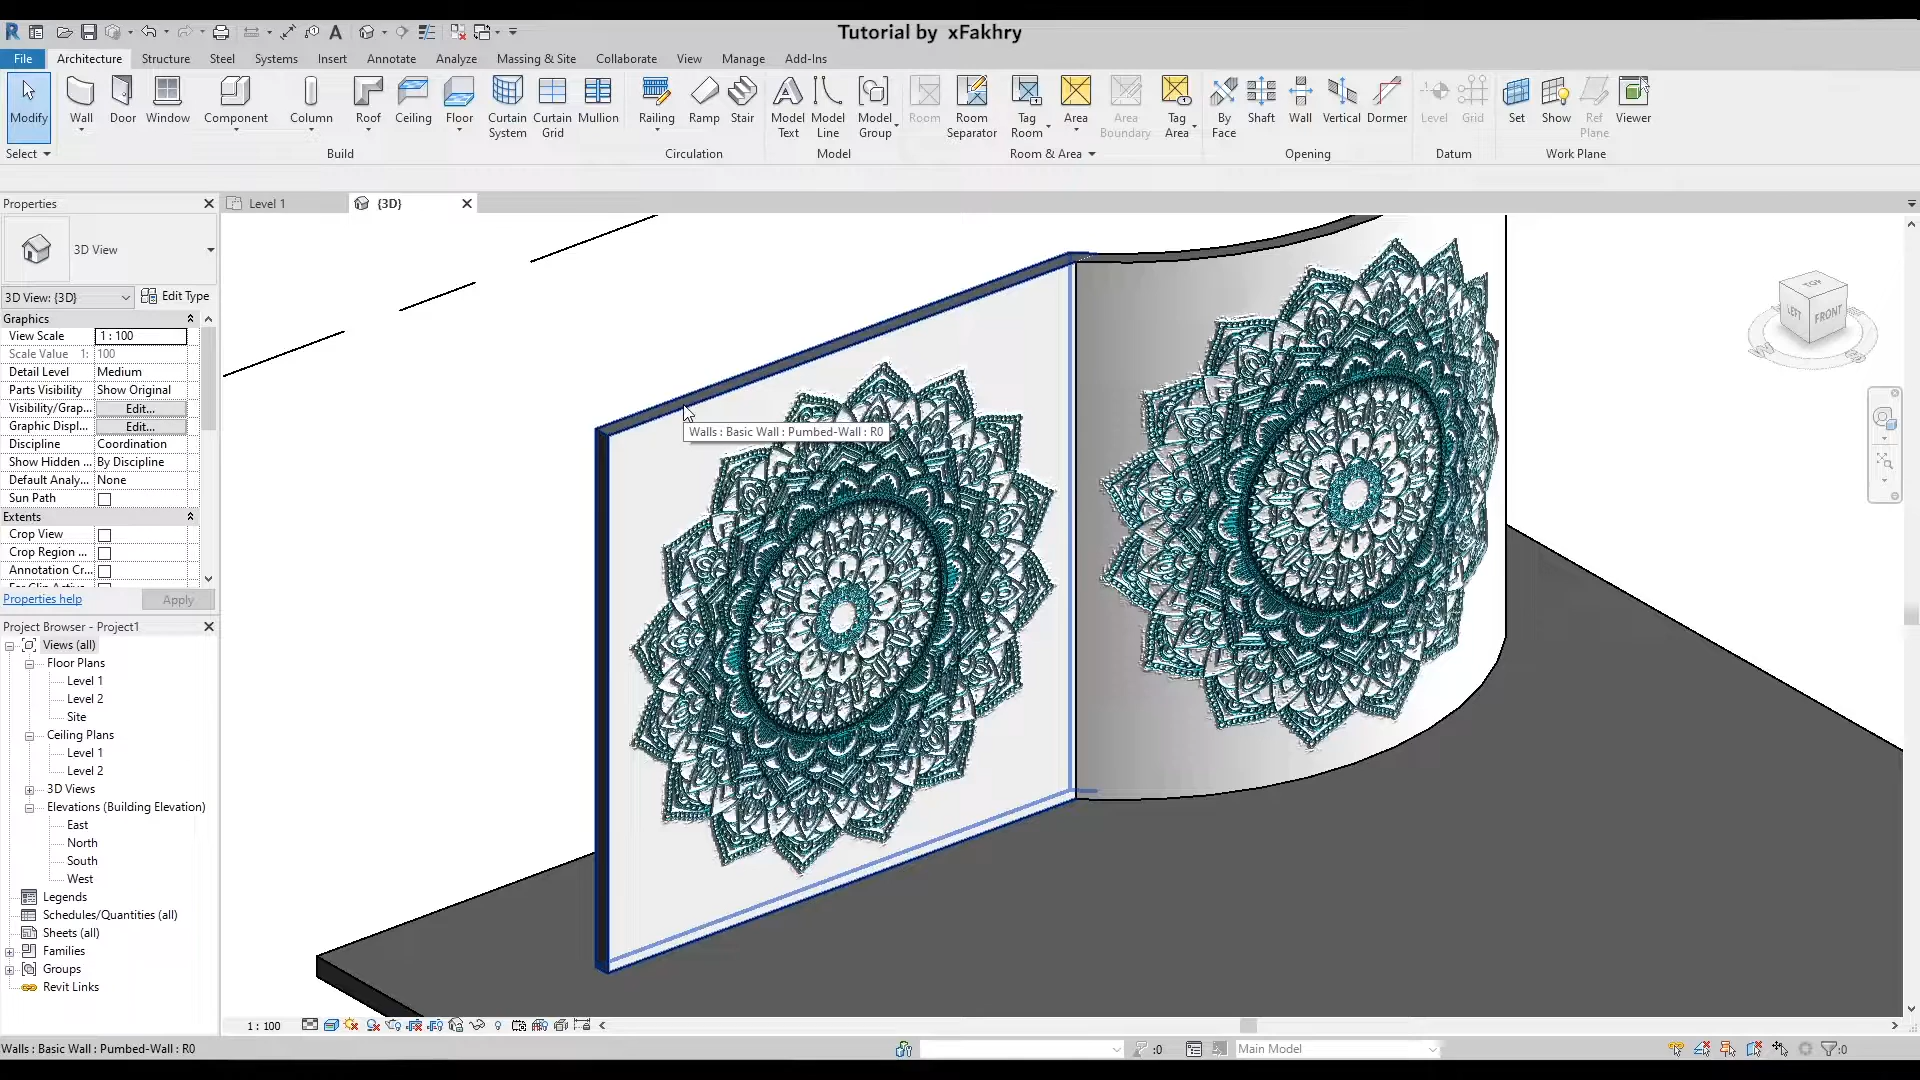 Tutorial by xFakhry
File Architecture Structure Steel Systems Insert Annotate Analyze Massing & Site Collaborate View Manage Add-Ins
Modify Wall Door Window Component Column Roof Ceiling Floor Curtain System Curtain Grid Mullion Railing Ramp Stair Model Text Model Line Model Group Room Room Separator Tag Room Area Area Boundary Tag Area By Face Shaft Wall Vertical Dormer Level Grid Set Show Ref Plane Viewer
Select Build Circulation Model Room & Area Opening Datum Work Plane
Properties
Level 1
{3D}
3D View
3D View: {3D}
Edit Type
Graphics
View Scale 1 : 100
Scale Value 1: 100
Detail Level Medium
Parts Visibility Show Original
Visibility/Grap... Edit...
Graphic Displ... Edit...
Discipline Coordination
Show Hidden ... By Discipline
Default Analy... None
Sun Path
Extents
Crop View
Crop Region ...
Annotation Cr...
Properties help
Apply
Project Browser - Project1
Views (all)
Floor Plans
Level 1
Level 2
Site
Ceiling Plans
Level 1
Level 2
3D Views
Elevations (Building Elevation)
East
North
South
West
Legends
Schedules/Quantities (all)
Sheets (all)
Families
Groups
Revit Links
Walls : Basic Wall : Pumbed-Wall : R0
TOP
LEFT
FRONT
1 : 100
Walls : Basic Wall : Pumbed-Wall : R0
:0
Main Model
:0